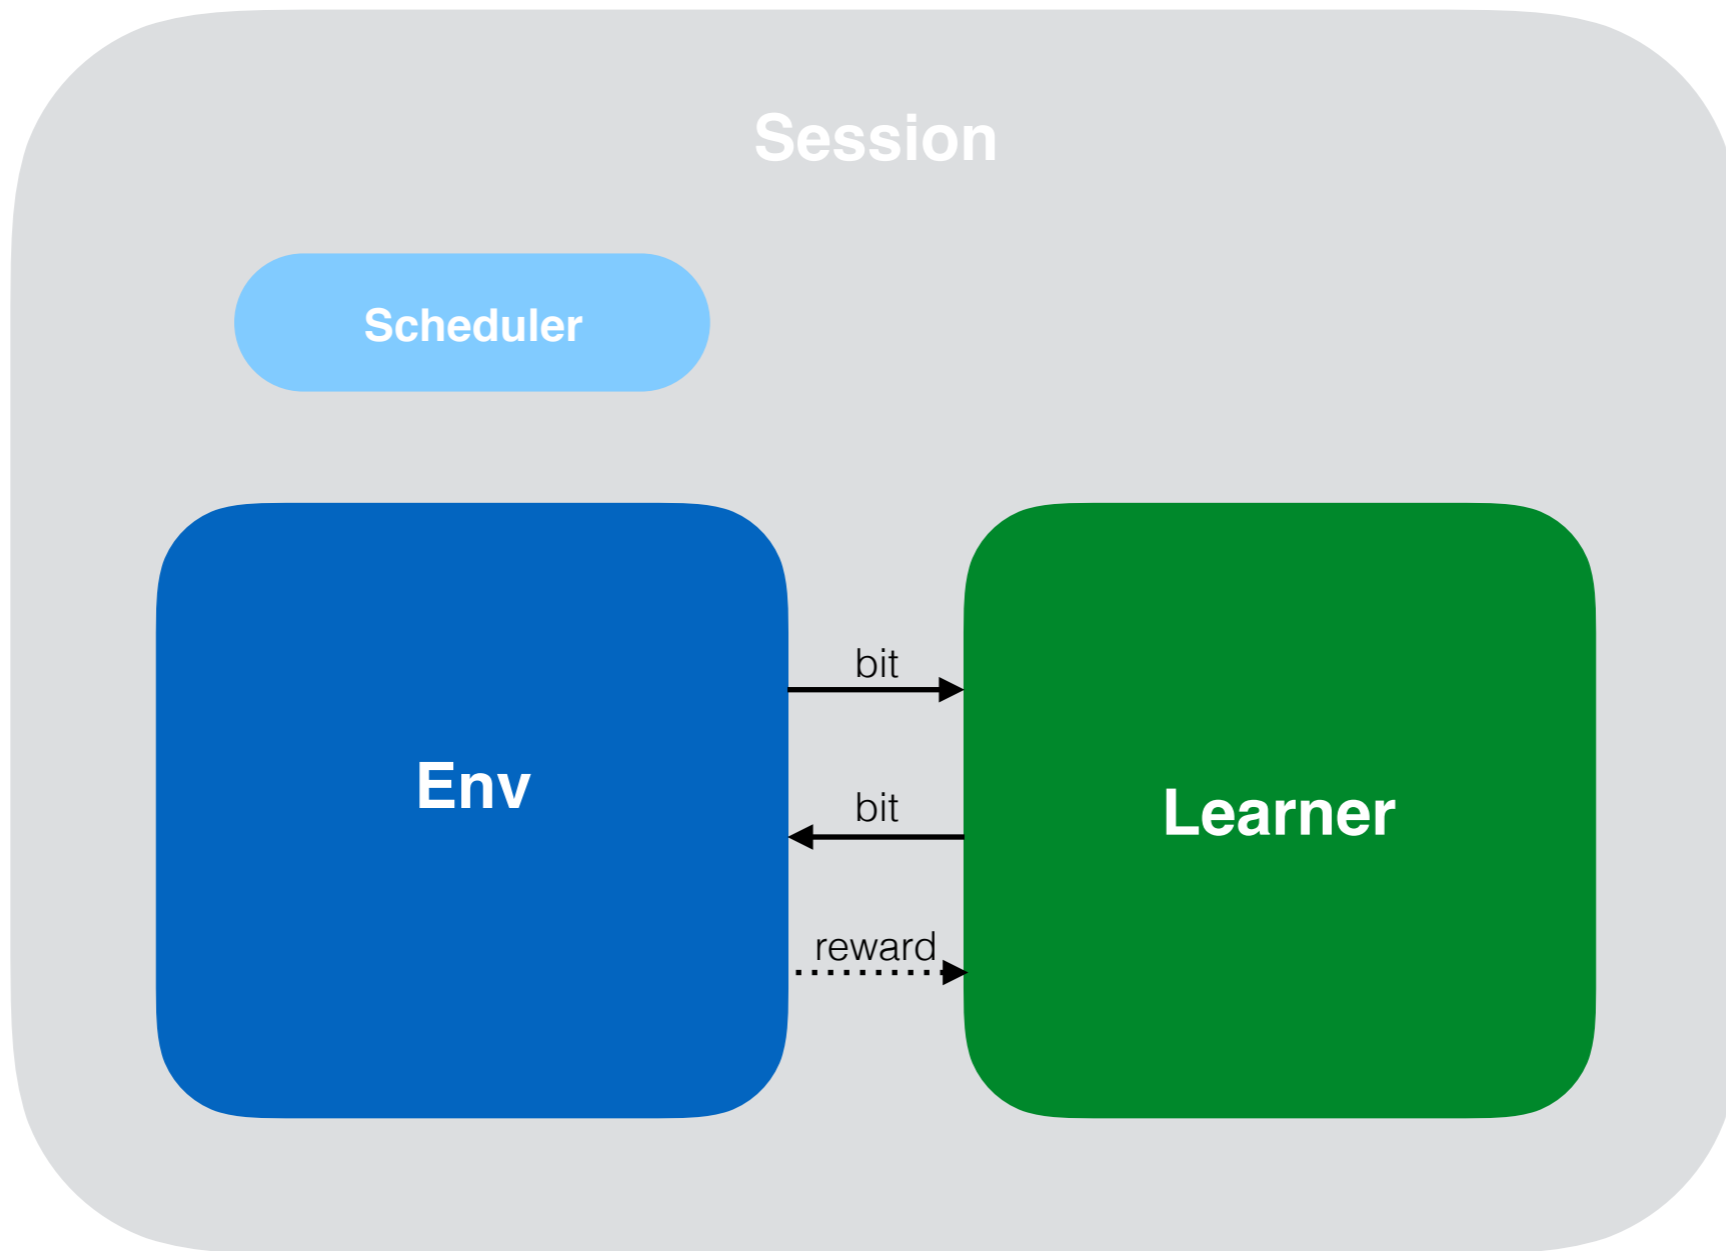 Session
Scheduler
bit
Env
bit
Learner
reward